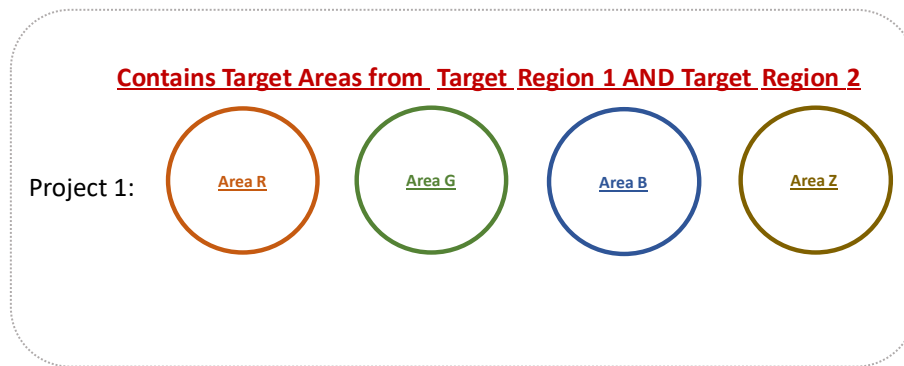 Contains Target Areas from Target Region 1 AND Target Region 2
Project 1:
Area R
Area G
Area B
Area Z